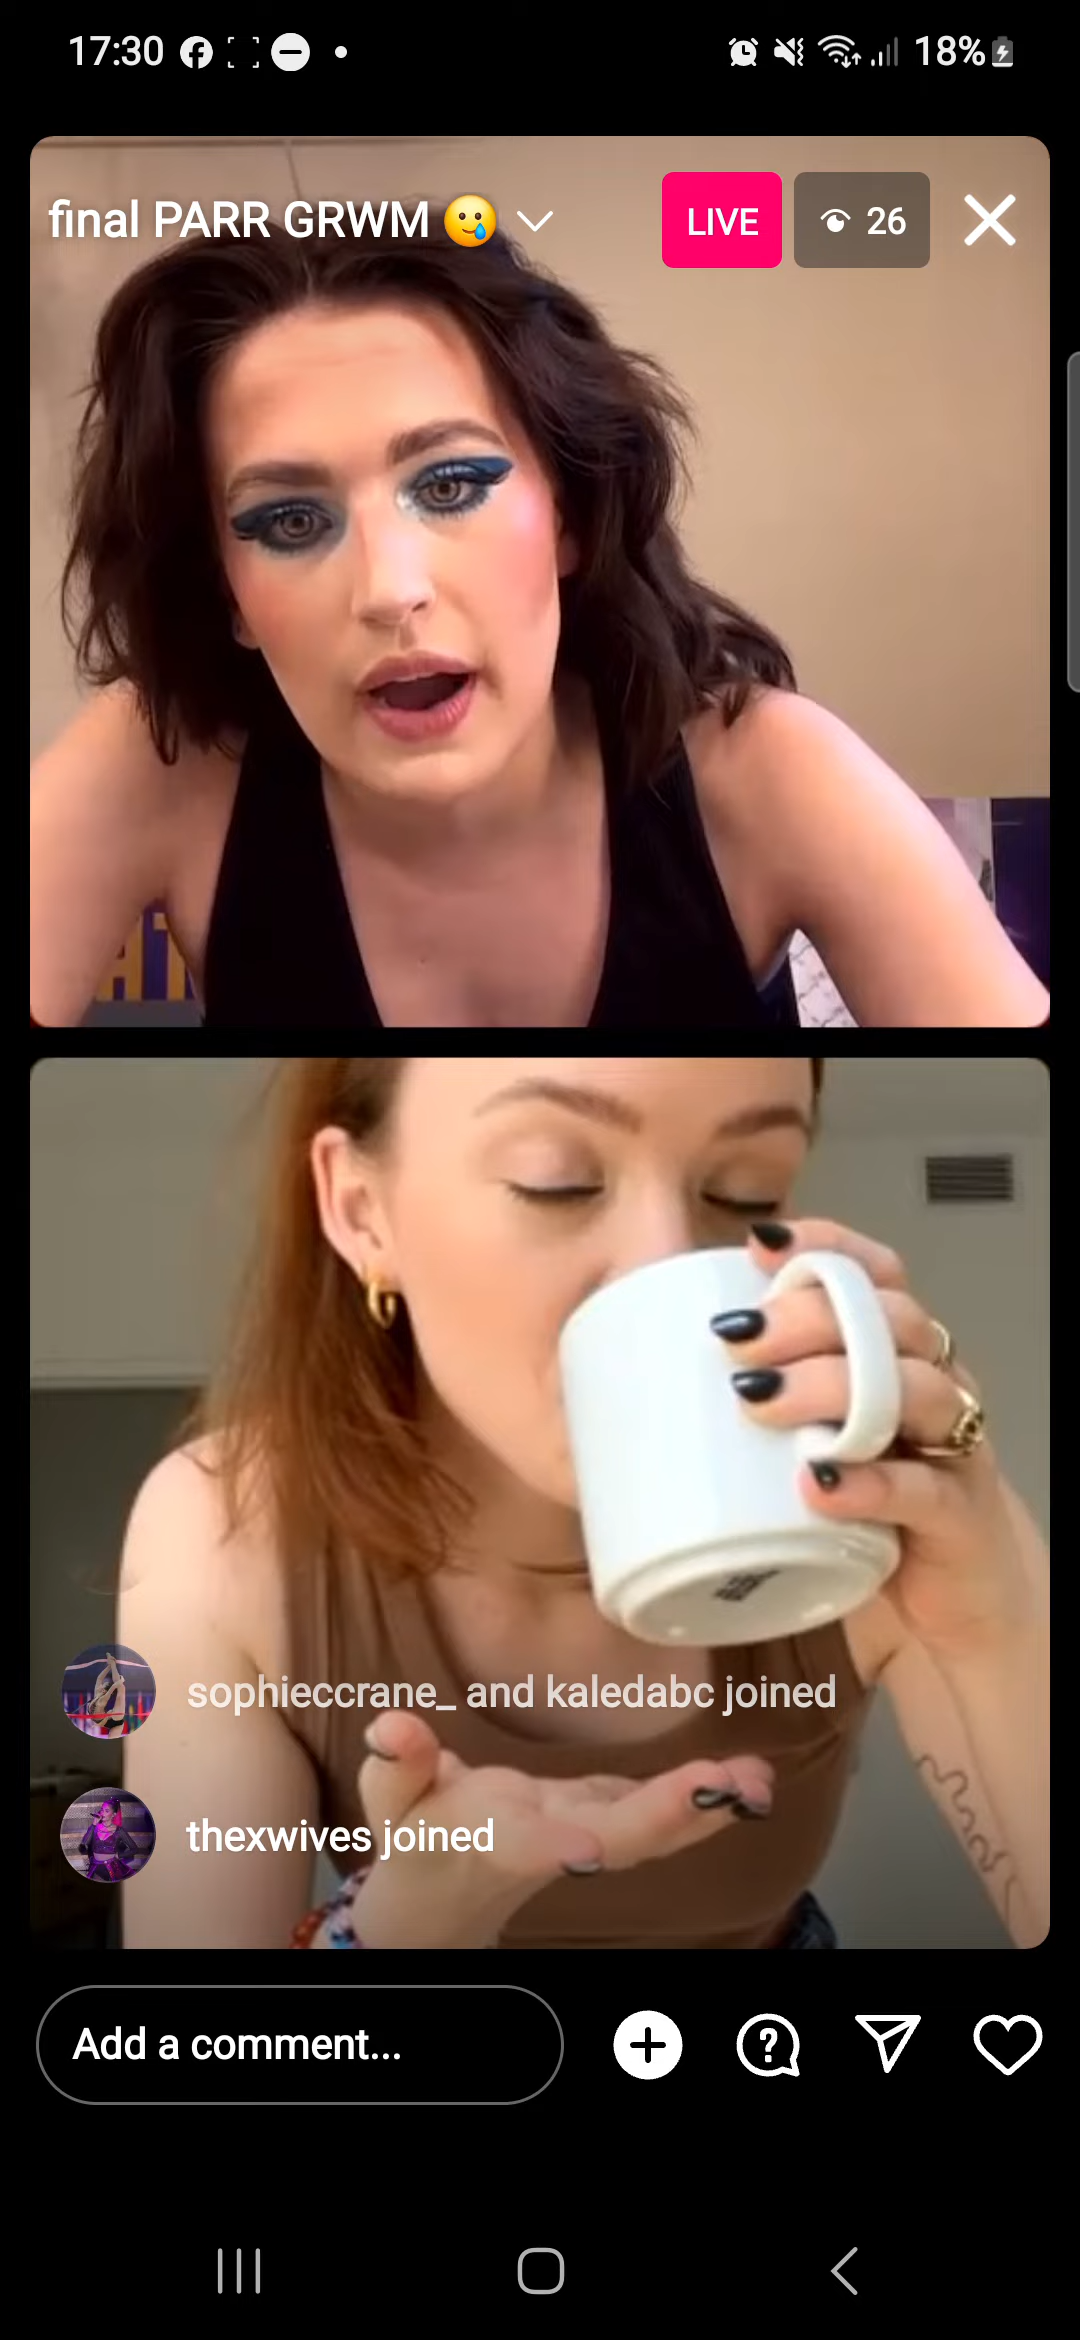 17:30
18%
final PARR GRWM 🥲
LIVE
26
sophieccrane_ and kaledabc joined
thexwives joined
Add a comment...